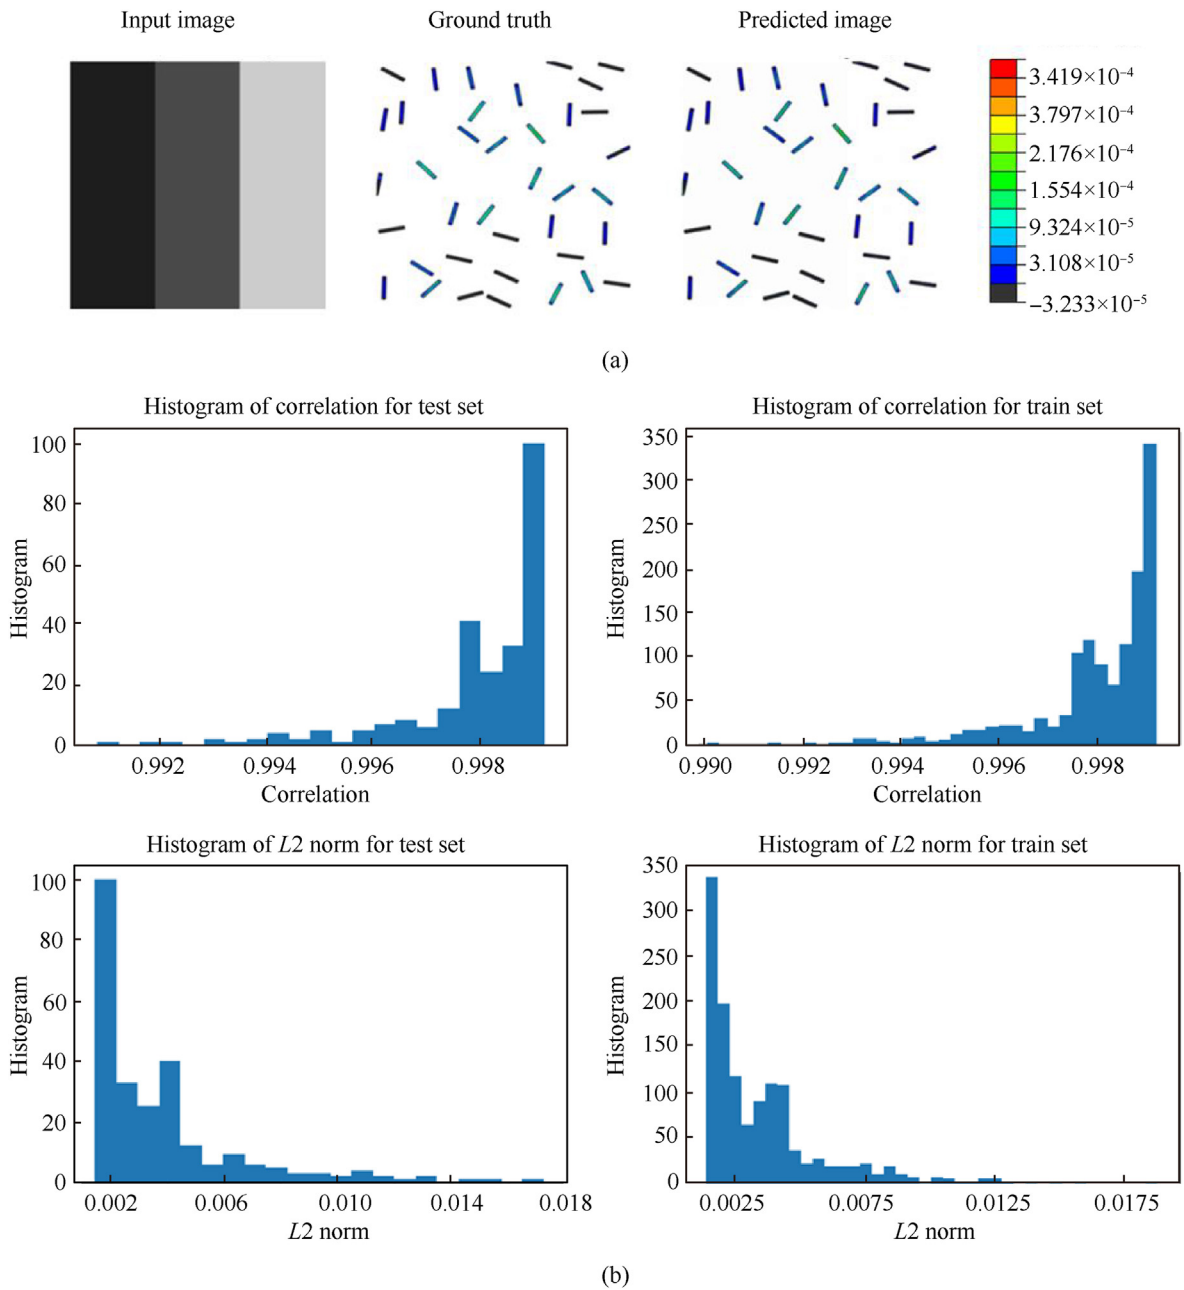 Input image
Ground truth
Predicted image
3.419×10⁻⁴
3.797×10⁻⁴
2.176×10⁻⁴
1.554×10⁻⁴
9.324×10⁻⁵
3.108×10⁻⁵
−3.233×10⁻⁵
(a)
Histogram of correlation for test set
Histogram
100
80
60
40
20
0
0.992 0.994 0.996 0.998
Correlation
Histogram of correlation for train set
Histogram
350
300
250
200
150
100
50
0
0.990 0.992 0.994 0.996 0.998
Correlation
Histogram of L2 norm for test set
Histogram
100
80
60
40
20
0
0.002 0.006 0.010 0.014 0.018
L2 norm
Histogram of L2 norm for train set
Histogram
350
300
350
200
150
100
50
0
0.0025 0.0075 0.0125 0.0175
L2 norm
(b)